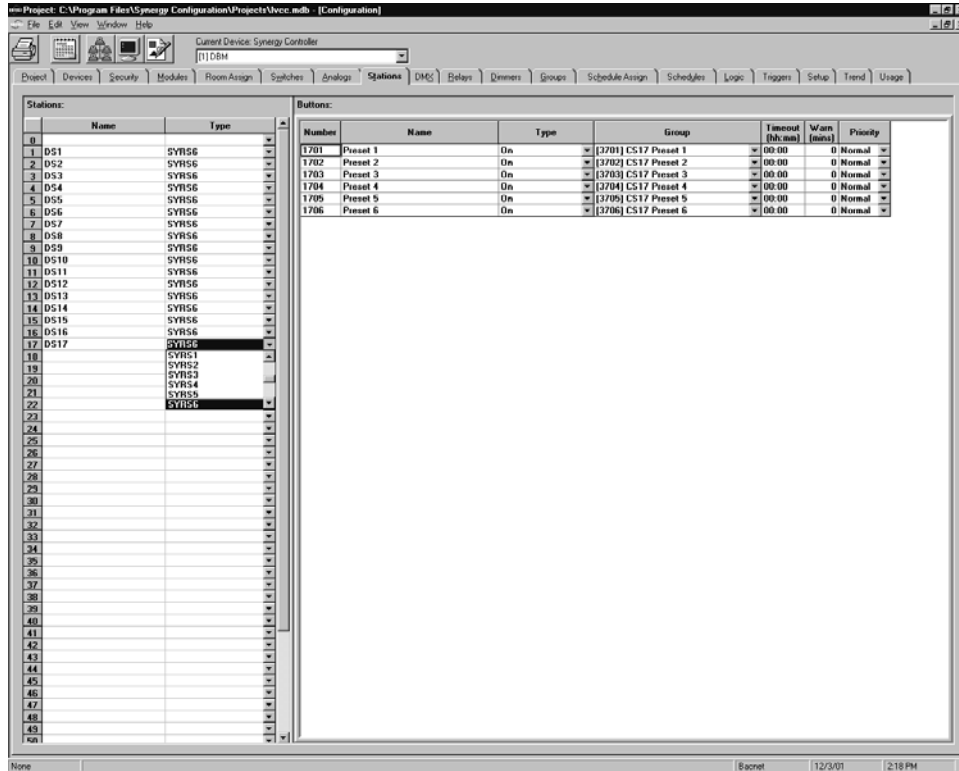 Project: C:\Program Files\Synergy Configuration\Projects\lvcc.mdb - [Configuration]
File Edit View Window Help
Current Device: Synergy Controller
[1] DBM
Project Devices Security Modules Room Assign Switches Analogs Stations DMX Relays Dimmers Groups Schedule Assign Schedules Logic Triggers Setup Trend Usage
Stations: Buttons:
Name Type
Number Name Type Group Timeout (hh:mm) Warn (mins) Priority
0
1 DS1 SYRS6 1701 Preset 1 On [3701] CS17 Preset 1 00:00 0 Normal
2 DS2 SYRS6 1702 Preset 2 On [3702] CS17 Preset 2 00:00 0 Normal
3 DS3 SYRS6 1703 Preset 3 On [3703] CS17 Preset 3 00:00 0 Normal
4 DS4 SYRS6 1704 Preset 4 On [3704] CS17 Preset 4 00:00 0 Normal
5 DS5 SYRS6 1705 Preset 5 On [3705] CS17 Preset 5 00:00 0 Normal
6 DS6 SYRS6 1706 Preset 6 On [3706] CS17 Preset 6 00:00 0 Normal
7 DS7 SYRS6
8 DS8 SYRS6
9 DS9 SYRS6
10 DS10 SYRS6
11 DS11 SYRS6
12 DS12 SYRS6
13 DS13 SYRS6
14 DS14 SYRS6
15 DS15 SYRS6
16 DS16 SYRS6
17 DS17 SYRS6
18 SYRS1
19 SYRS2
20 SYRS3
21 SYRS4
SYRS5
22 SYRS6
23
24
25
26
27
28
29
30
31
32
33
34
35
36
37
38
39
40
41
42
43
44
45
46
47
48
49
50
None Bacnet 12/3/01 2:18 PM